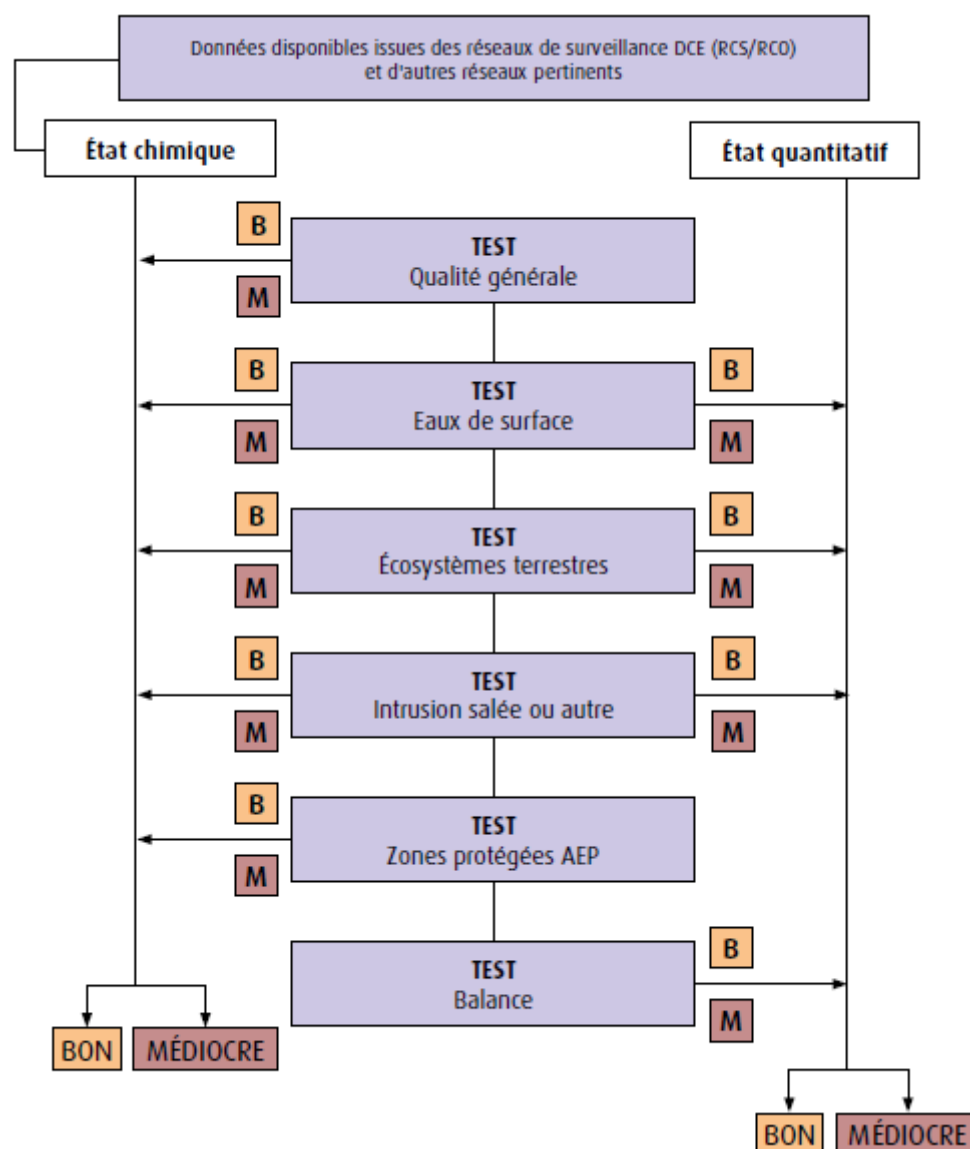 Données disponibles issues des réseaux de surveillance DCE (RCS/RCO)
et d'autres réseaux pertinents
État chimique
État quantitatif
B
TEST
Qualité générale
M
B
TEST
B
Eaux de surface
M
M
B
TEST
B
Écosystèmes terrestres
M
M
B
TEST
B
Intrusion salée ou autre
M
M
B
TEST
Zones protégées AEP
M
TEST
B
Balance
M
BON
MÉDIOCRE
BON
MÉDIOCRE